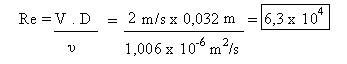 Re = V . D = 2 m/s x 0,032 m = 6,3 x 10⁴
υ 1,006 x 10⁻⁶ m²/s